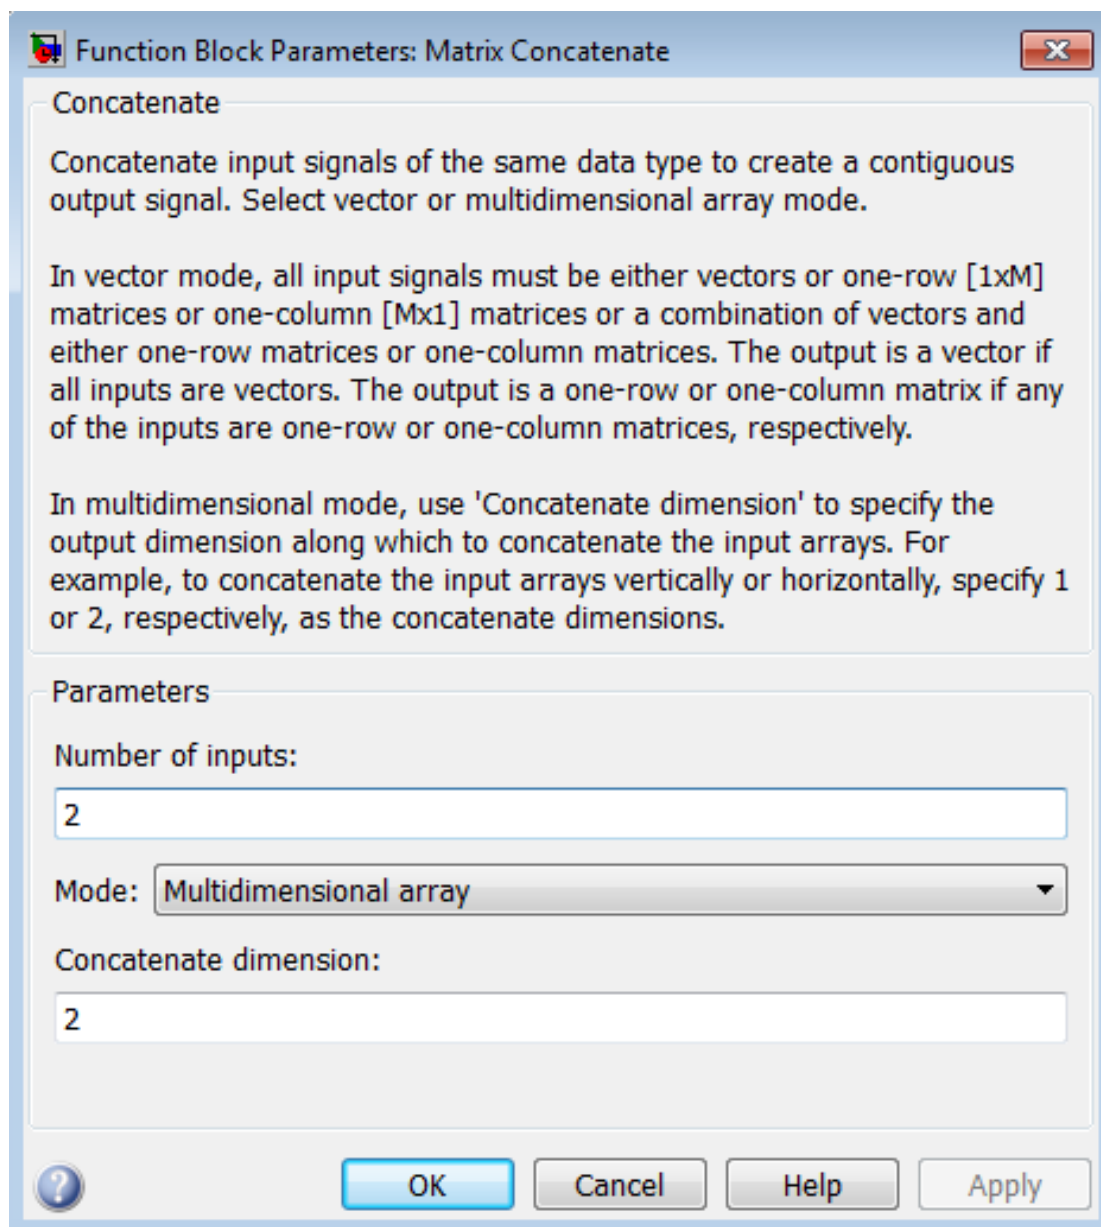 Function Block Parameters: Matrix Concatenate
Concatenate
Concatenate input signals of the same data type to create a contiguous
output signal. Select vector or multidimensional array mode.
In vector mode, all input signals must be either vectors or one-row [1xM]
matrices or one-column [Mx1] matrices or a combination of vectors and
either one-row matrices or one-column matrices. The output is a vector if
all inputs are vectors. The output is a one-row or one-column matrix if any
of the inputs are one-row or one-column matrices, respectively.
In multidimensional mode, use 'Concatenate dimension' to specify the
output dimension along which to concatenate the input arrays. For
example, to concatenate the input arrays vertically or horizontally, specify 1
or 2, respectively, as the concatenate dimensions.
Parameters
Number of inputs:
2
Mode: Multidimensional array
Concatenate dimension:
2
? OK Cancel Help Apply